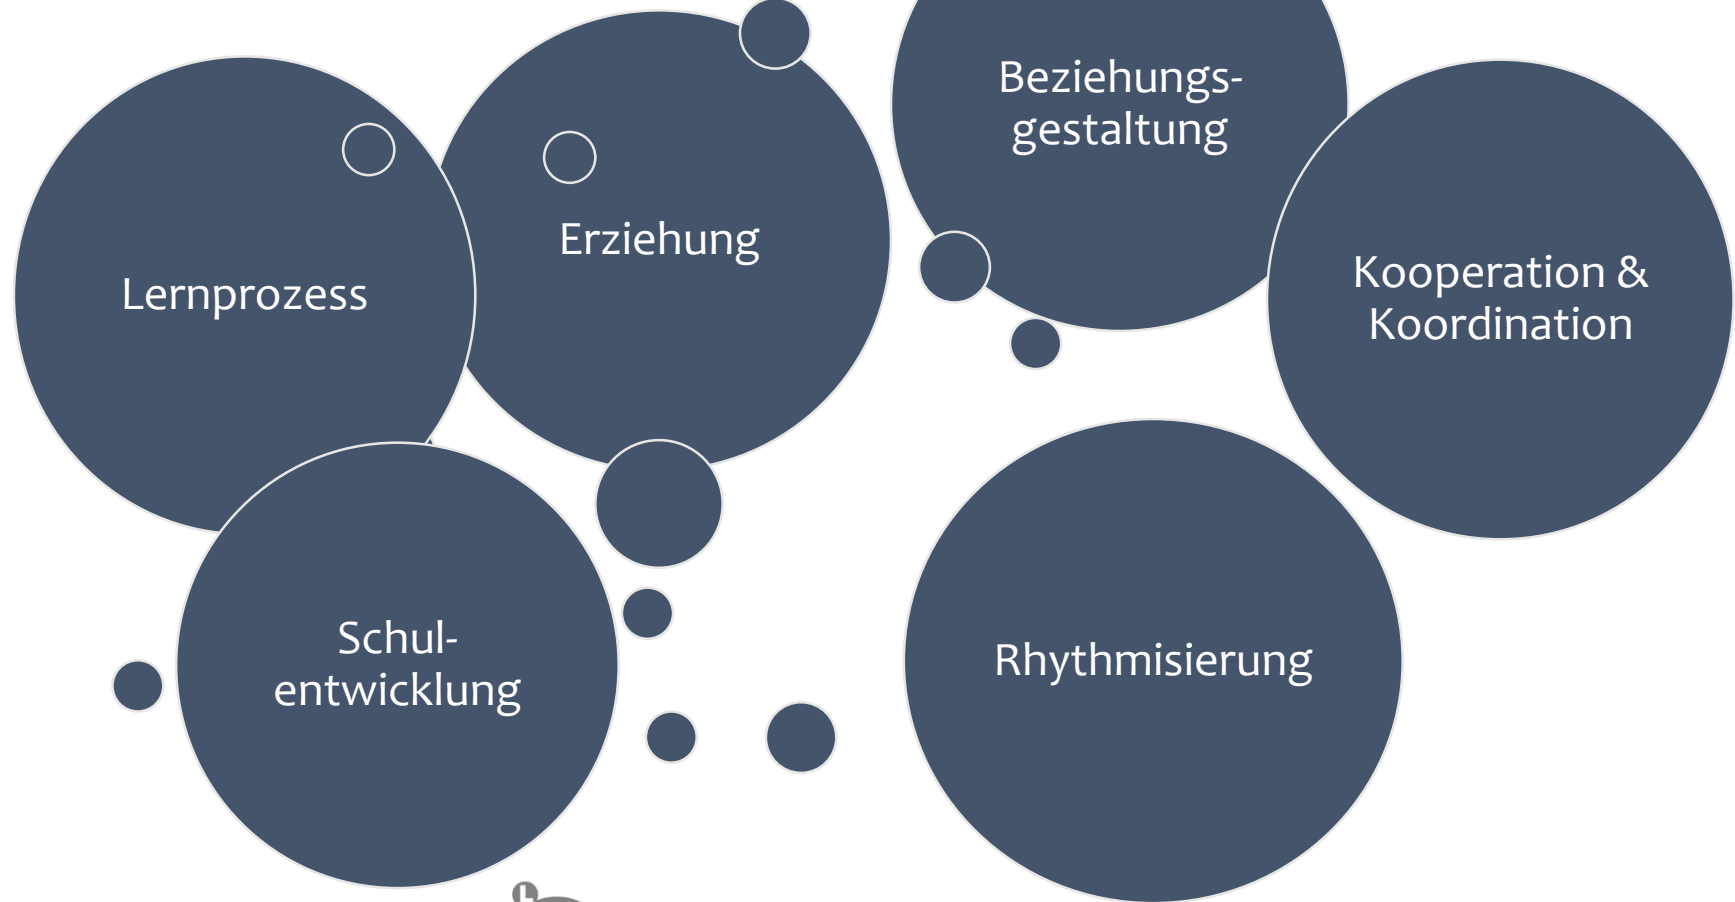 Beziehungs-
gestaltung
Erziehung
Kooperation &
Koordination
Lernprozess
Schul-
entwicklung
Rhythmisierung